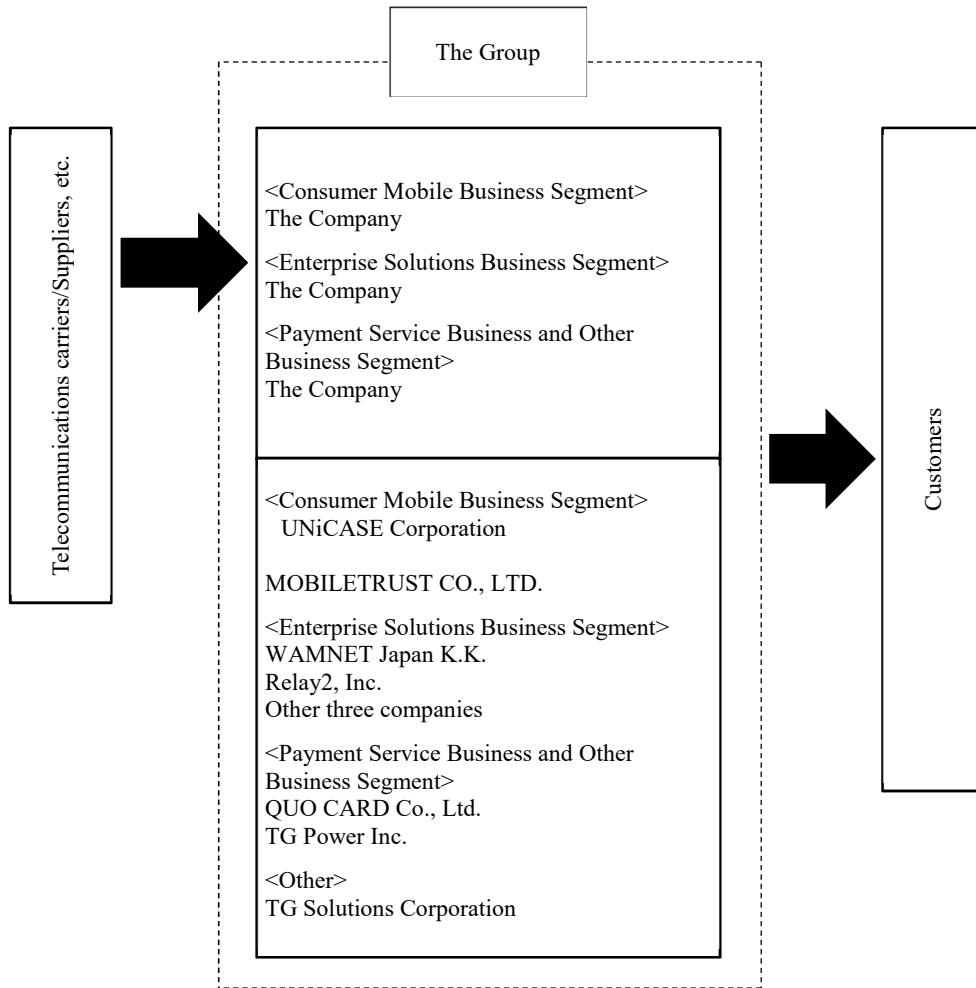 The Group
Telecommunications carriers/Suppliers, etc.
<Consumer Mobile Business Segment>
The Company
<Enterprise Solutions Business Segment>
The Company
<Payment Service Business and Other
Business Segment>
The Company
<Consumer Mobile Business Segment>
UNiCASE Corporation
MOBILETRUST CO., LTD.
<Enterprise Solutions Business Segment>
WAMNET Japan K.K.
Relay2, Inc.
Other three companies
<Payment Service Business and Other
Business Segment>
QUO CARD Co., Ltd.
TG Power Inc.
<Other>
TG Solutions Corporation
Customers